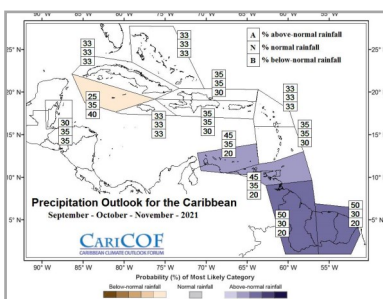 A % above-normal rainfall
N % normal rainfall
B % below-normal rainfall
25°N
20°N
15°N
10°N
5°N
33
33
33
33
33
33
35
35
30
33
33
33
25
35
40
30
35
35
33
33
33
35
35
30
35
35
30
45
35
20
45
35
20
50
30
20
50
30
20
Precipitation Outlook for the Caribbean
September - October - November - 2021
CARICOF
CARIBBEAN CLIMATE OUTLOOK FORUM
90°W 85°W 80°W 75°W 70°W 65°W 60°W 55°W
Probability (%) of Most Likely Category
Below-normal rainfall Normal rainfall Above-normal rainfall